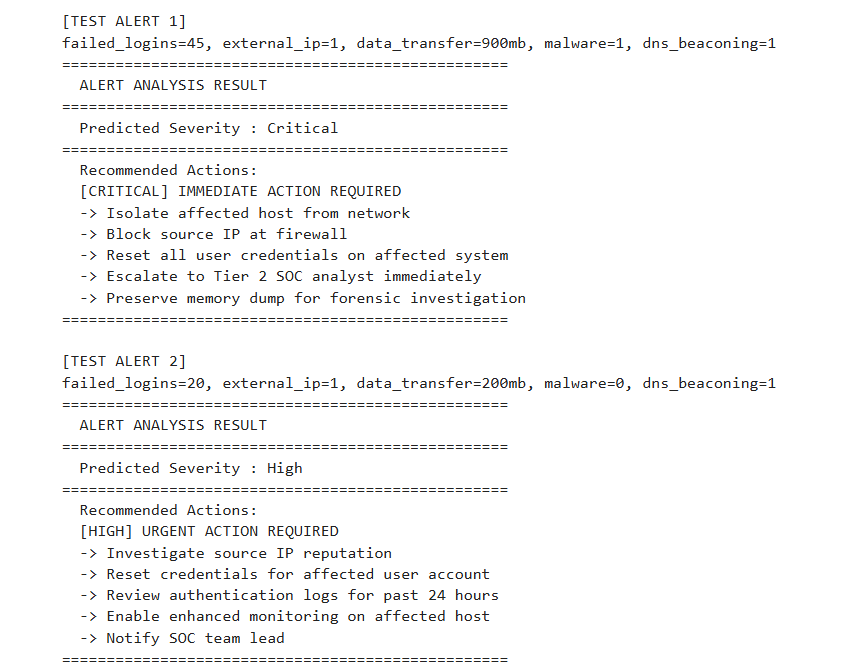 [TEST ALERT 1]
failed_logins=45, external_ip=1, data_transfer=900mb, malware=1, dns_beaconing=1
==================================================
ALERT ANALYSIS RESULT
==================================================
Predicted Severity : Critical
==================================================
Recommended Actions:
[CRITICAL] IMMEDIATE ACTION REQUIRED
-> Isolate affected host from network
-> Block source IP at firewall
-> Reset all user credentials on affected system
-> Escalate to Tier 2 SOC analyst immediately
-> Preserve memory dump for forensic investigation
==================================================
[TEST ALERT 2]
failed_logins=20, external_ip=1, data_transfer=200mb, malware=0, dns_beaconing=1
==================================================
ALERT ANALYSIS RESULT
==================================================
Predicted Severity : High
==================================================
Recommended Actions:
[HIGH] URGENT ACTION REQUIRED
-> Investigate source IP reputation
-> Reset credentials for affected user account
-> Review authentication logs for past 24 hours
-> Enable enhanced monitoring on affected host
-> Notify SOC team lead
==================================================